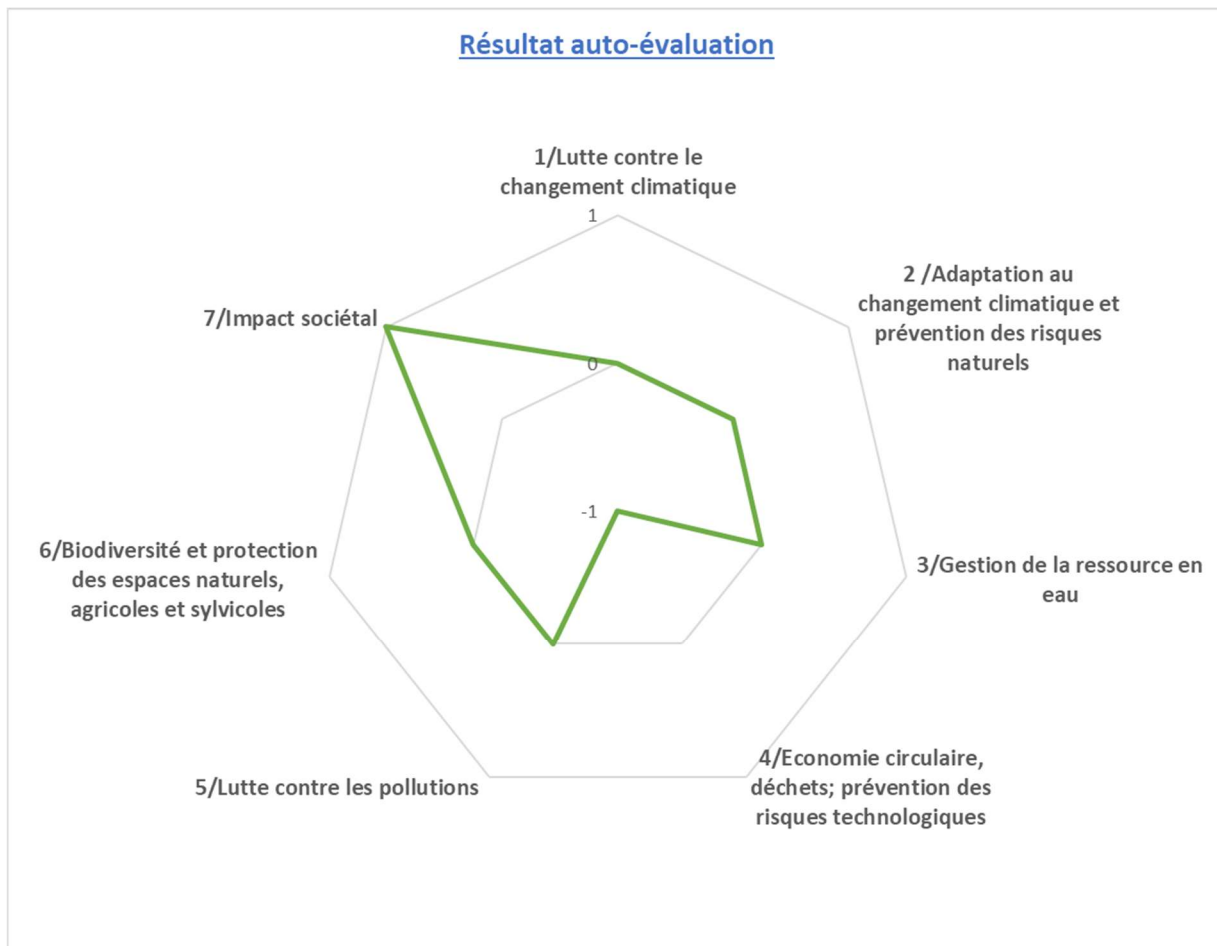 Résultat auto-évaluation
1/Lutte contre le
changement climatique
1
2 /Adaptation au
changement climatique et
prévention des risques
naturels
7/Impact sociétal
0
-1
6/Biodiversité et protection
des espaces naturels,
agricoles et sylvicoles
3/Gestion de la ressource en
eau
4/Economie circulaire,
déchets; prévention des
risques technologiques
5/Lutte contre les pollutions